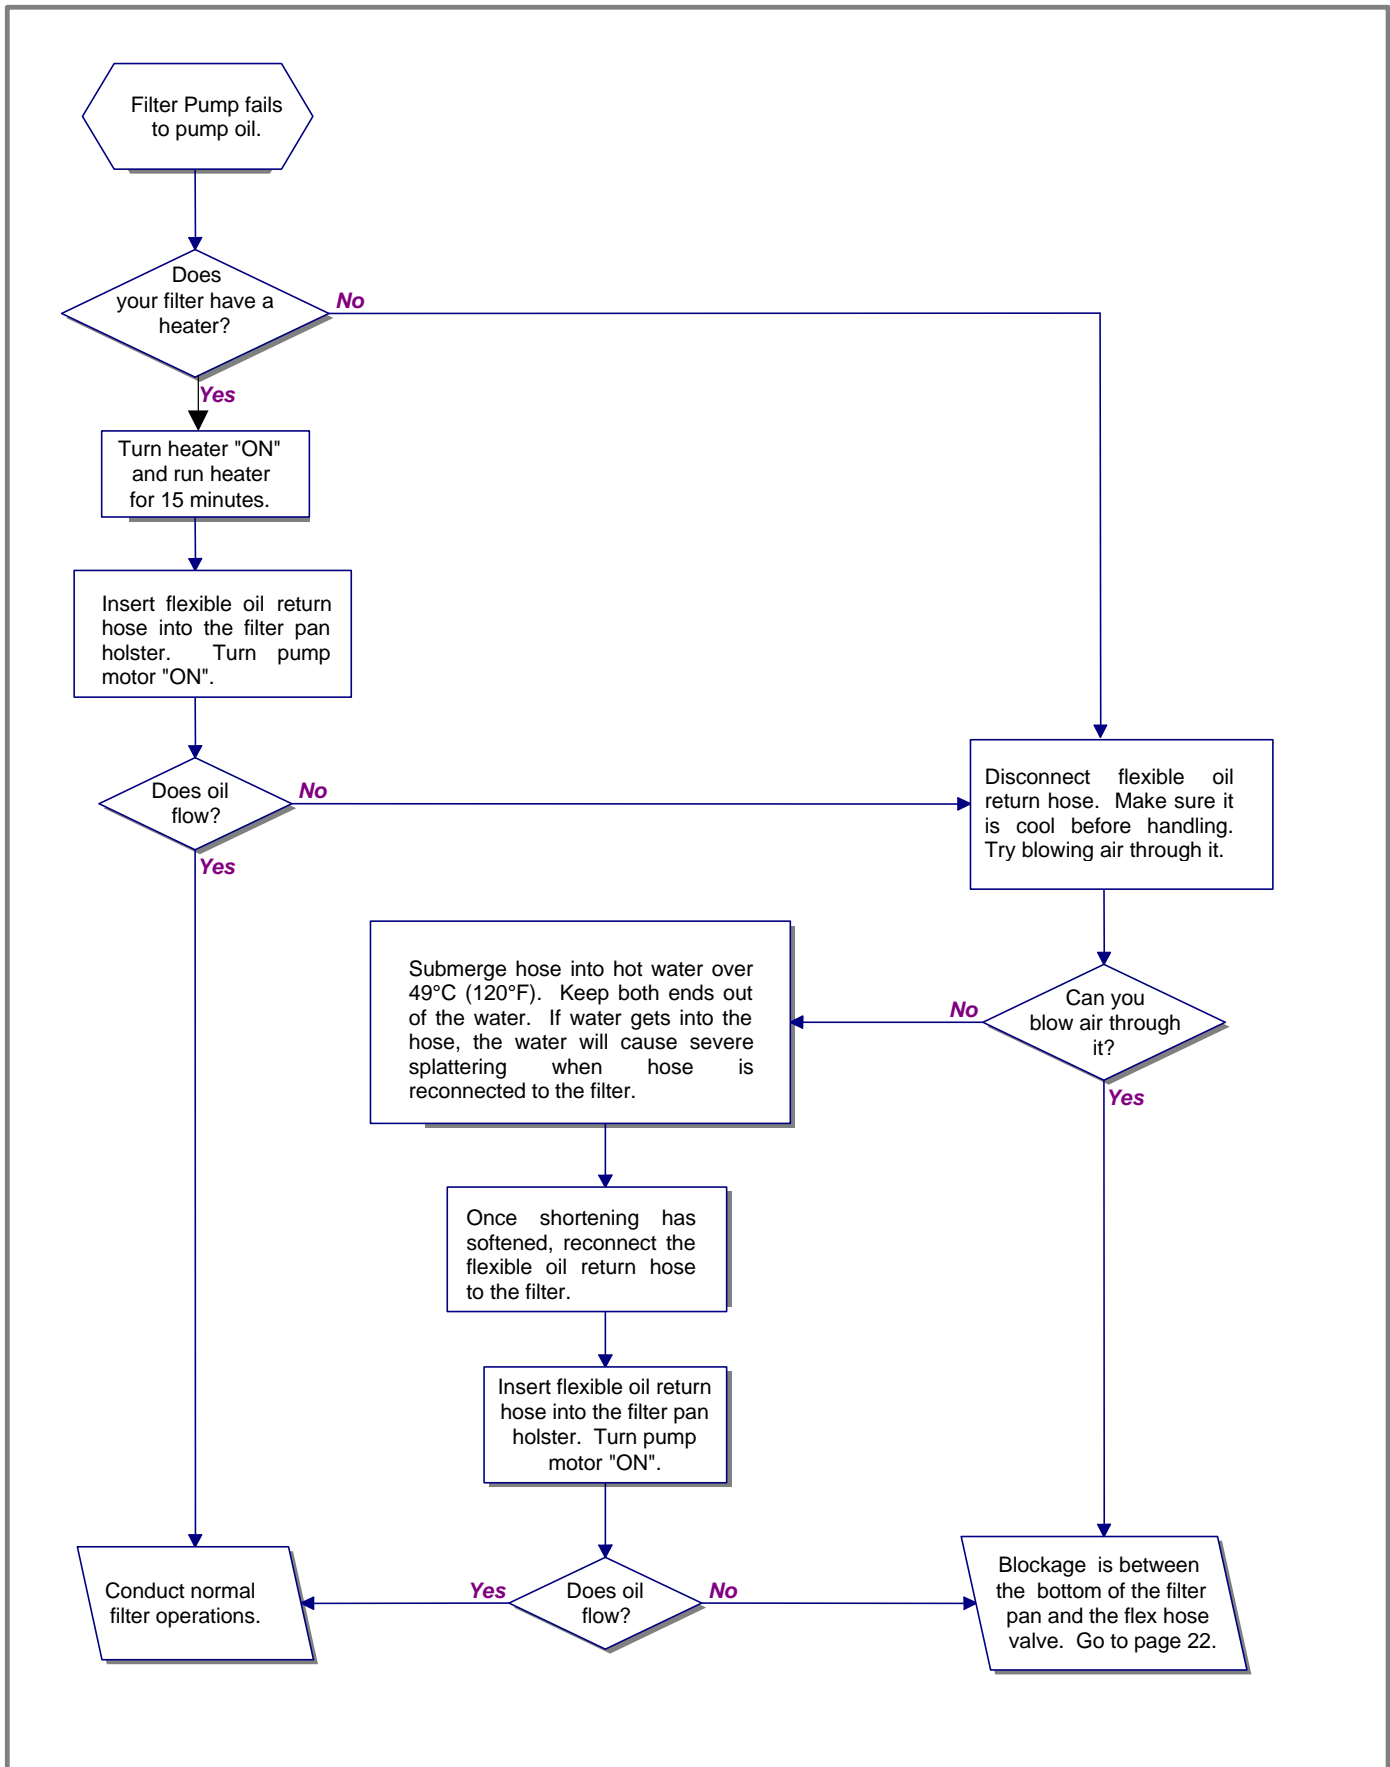 Filter Pump fails
to pump oil.
Does
your filter have a
heater?
No
Yes
Turn heater "ON"
and run heater
for 15 minutes.
Insert flexible oil return
hose into the filter pan
holster. Turn pump
motor "ON".
Does oil
flow?
No
Yes
Disconnect flexible oil
return hose. Make sure it
is cool before handling.
Try blowing air through it.
Can you
blow air through
it?
No
Yes
Submerge hose into hot water over
49°C (120°F). Keep both ends out
of the water. If water gets into the
hose, the water will cause severe
splattering when hose is
reconnected to the filter.
Once shortening has
softened, reconnect the
flexible oil return hose
to the filter.
Insert flexible oil return
hose into the filter pan
holster. Turn pump
motor "ON".
Does oil
flow?
Yes
No
Conduct normal
filter operations.
Blockage is between
the bottom of the filter
pan and the flex hose
valve. Go to page 22.